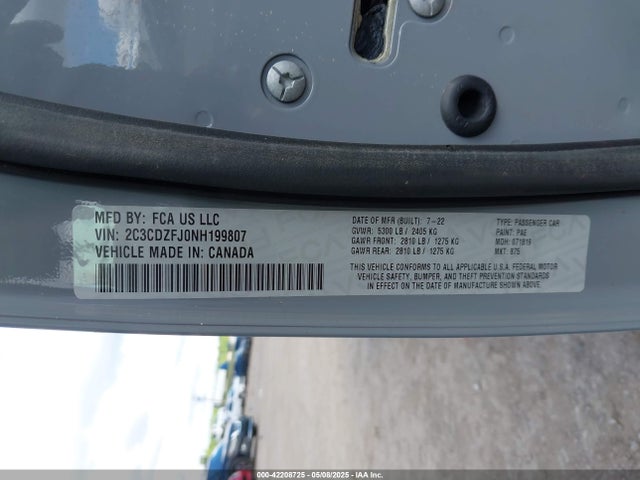 MFD BY: FCA US LLC
VIN: 2C3CDZFJ0NH199807
VEHICLE MADE IN: CANADA
DATE OF MFR (BUILT): 7-22
GVWR: 5300 LB / 2405 KG
GAWR FRONT: 2810 LB / 1275 KG
GAWR REAR: 2810 LB / 1275 KG
TYPE: PASSENGER CAR
PAINT: PAE
MDH: 071819
MKT: 875
THIS VEHICLE CONFORMS TO ALL APPLICABLE U.S.A. FEDERAL MOTOR
VEHICLE SAFETY, BUMPER, AND THEFT PREVENTION STANDARDS
IN EFFECT ON THE DATE OF MANUFACTURE SHOWN ABOVE.
000-42208725 - 05/08/2025 - IAA Inc.